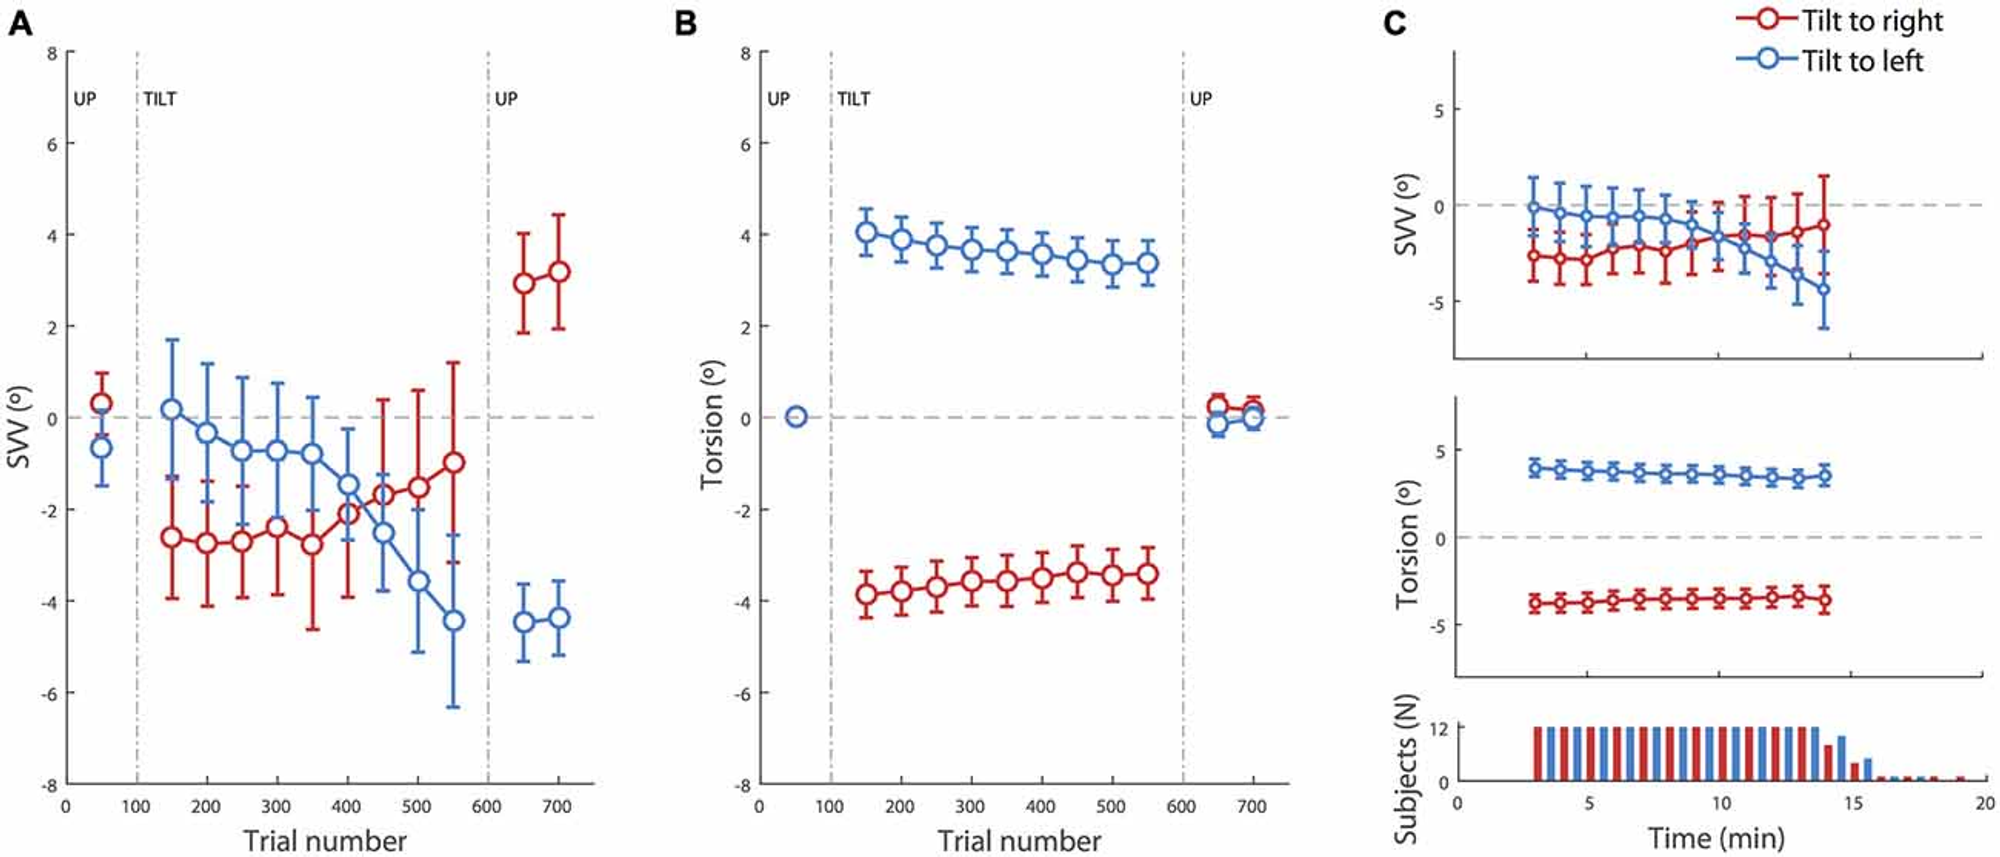 A
8
6
4
2
0
-2
-4
-6
-8
SVV (º)
UP
TILT
UP
0 100 200 300 400 500 600 700
Trial number
B
8
6
4
2
0
-2
-4
-6
-8
Torsion (º)
UP
TILT
UP
0 100 200 300 400 500 600 700
Trial number
C
Tilt to right
Tilt to left
5
0
-5
SVV (º)
5
0
-5
Torsion (º)
12
0
Subjects (N)
0 5 10 15 20
Time (min)